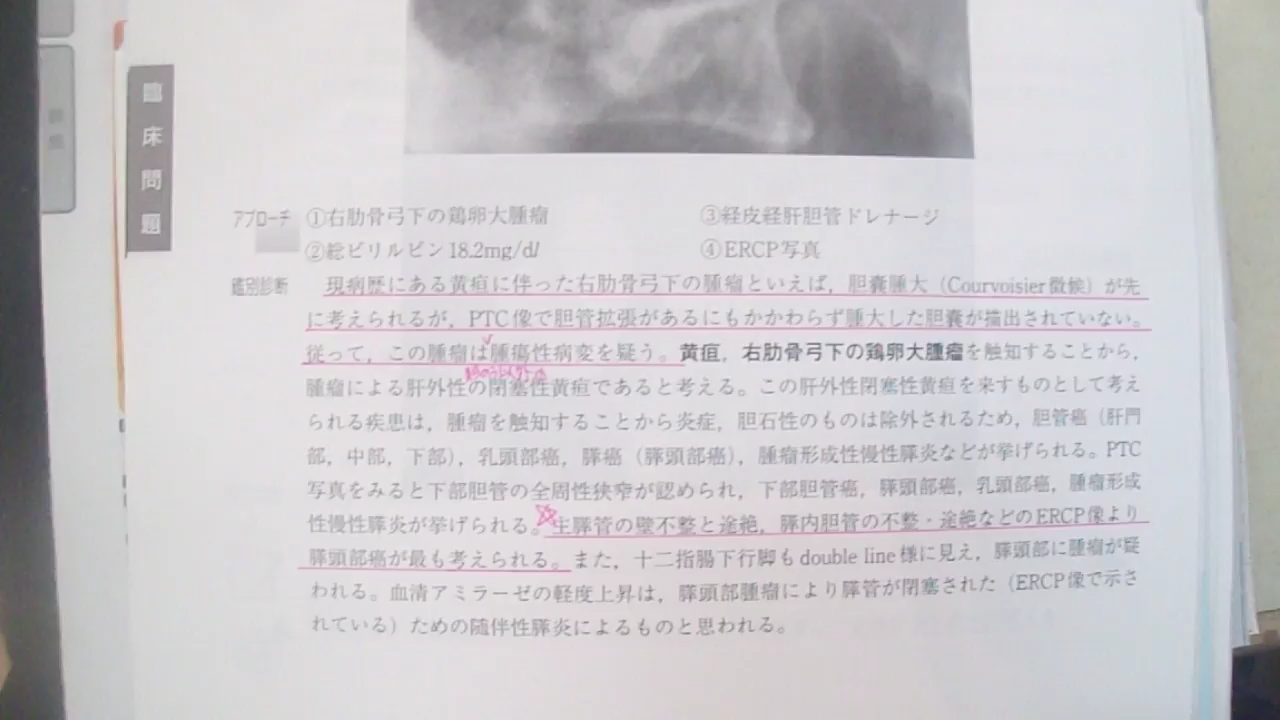 臨床問題
アプローチ ①右肋骨弓下の鶏卵大腫瘤 ③経皮経肝胆管ドレナージ
②総ビリルビン18.2mg/dl ④ERCP写真
鑑別診断 現病歴にある黄疸に伴った右肋骨弓下の腫瘤といえば，胆嚢腫大（Courvoisier徴候）が先
に考えられるが，PTC像で胆管拡張があるにもかかわらず腫大した胆嚢が描出されていない。
従って，この腫瘤は腫瘍性病変を疑う。黄疸，右肋骨弓下の鶏卵大腫瘤を触知することから，
腫瘤による肝外性の閉塞性黄疸であると考える。この肝外性閉塞性黄疸を来すものとして考え
られる疾患は，腫瘤を触知することから炎症，胆石性のものは除外されるため，胆管癌（肝門
部，中部，下部），乳頭部癌，膵癌（膵頭部癌），腫瘤形成性慢性膵炎などが挙げられる。PTC
写真をみると下部胆管の全周性狭窄が認められ，下部胆管癌，膵頭部癌，乳頭部癌，腫瘤形成
性慢性膵炎が挙げられる。主膵管の壁不整と途絶，膵内胆管の不整・途絶などのERCP像より
膵頭部癌が最も考えられる。また，十二指腸下行脚もdouble line様に見え，膵頭部に腫瘤が疑
われる。血清アミラーゼの軽度上昇は，膵頭部腫瘤により膵管が閉塞された（ERCP像で示さ
れている）ための随伴性膵炎によるものと思われる。